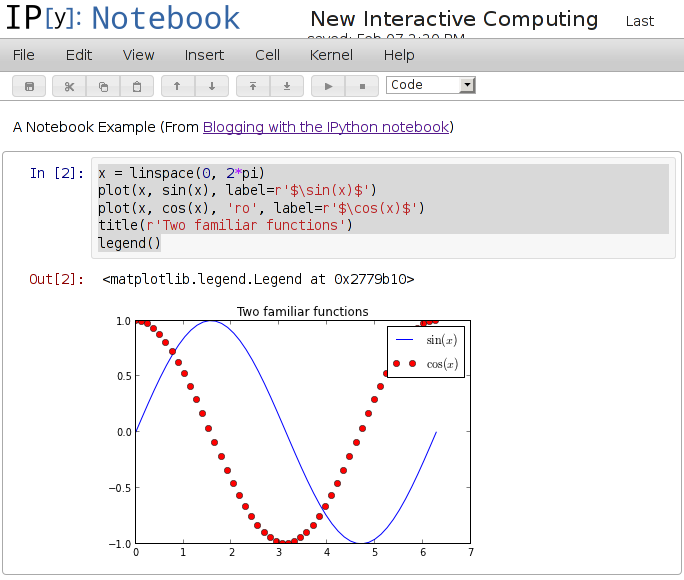 IP[y]: Notebook
New Interactive Computing
Last
saved: Feb 07 2:20 PM
File Edit View Insert Cell Kernel Help
Code
A Notebook Example (From Blogging with the IPython notebook)
In [2]:
x = linspace(0, 2*pi)
plot(x, sin(x), label=r'$\sin(x)$')
plot(x, cos(x), 'ro', label=r'$\cos(x)$')
title(r'Two familiar functions')
legend()
Out[2]:
<matplotlib.legend.Legend at 0x2779b10>
Two familiar functions
sin(x)
cos(x)
1.0
0.5
0.0
−0.5
−1.0
0 1 2 3 4 5 6 7